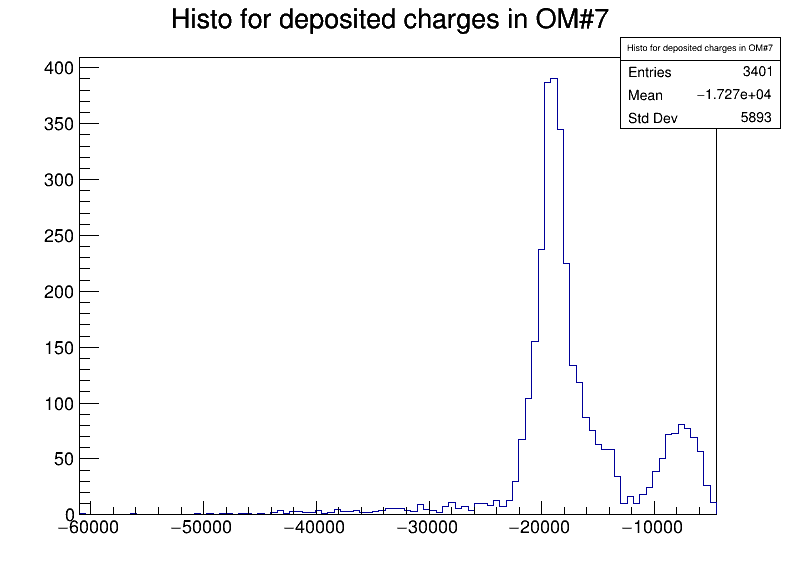 Histo for deposited charges in OM#7
Histo for deposited charges in OM#7
Entries 3401
Mean −1.727e+04
Std Dev 5893
400
350
300
250
200
150
100
50
0
−60000 −50000 −40000 −30000 −20000 −10000